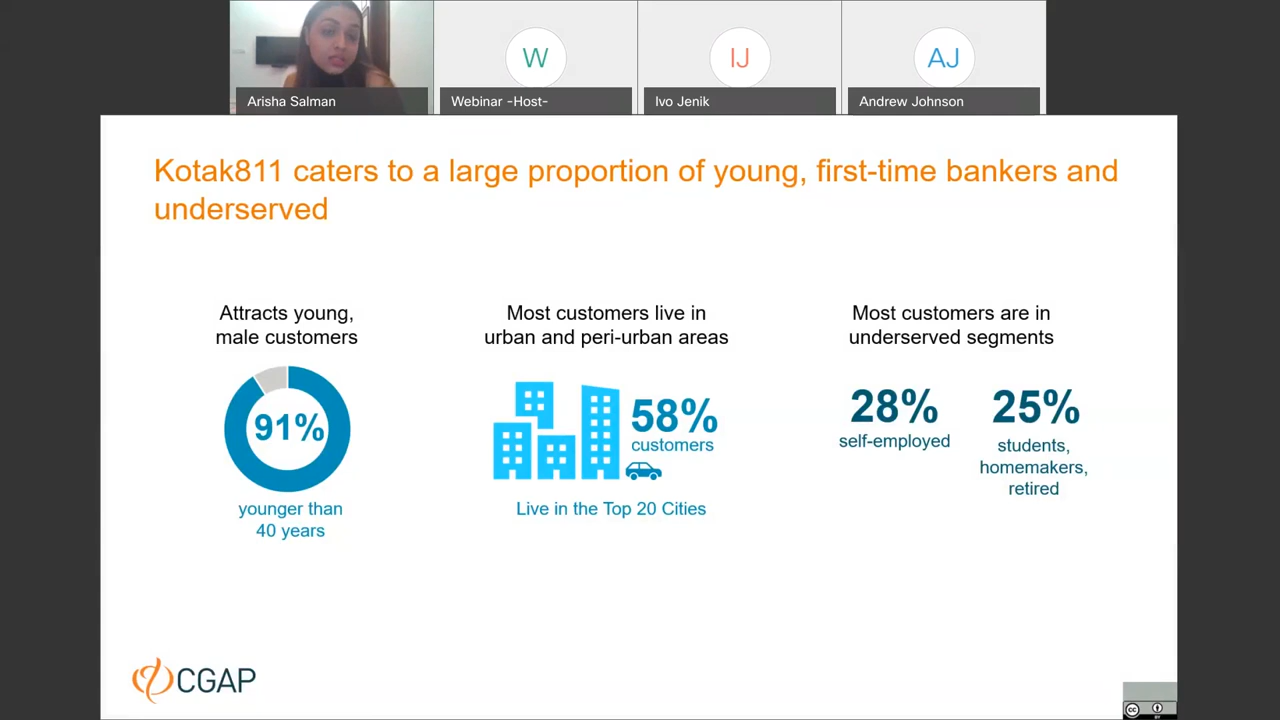 W
IJ
AJ
Arisha Salman
Webinar -Host-
Ivo Jenik
Andrew Johnson
Kotak811 caters to a large proportion of young, first-time bankers and
underserved
Attracts young,
male customers
91%
younger than
40 years
Most customers live in
urban and peri-urban areas
58%
customers
Live in the Top 20 Cities
Most customers are in
underserved segments
28%
self-employed
25%
students,
homemakers,
retired
CGAP
cc